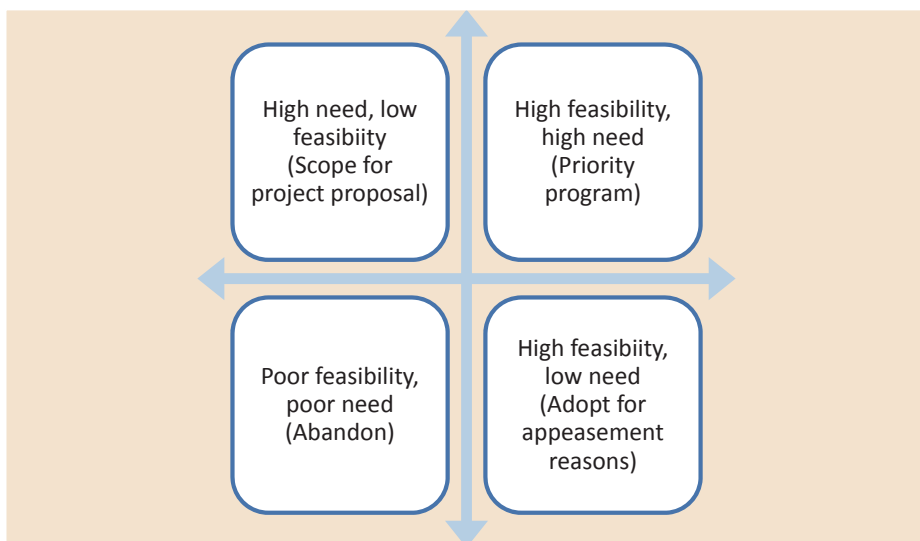 High need, low
feasibiity
(Scope for
project proposal)
High feasibility,
high need
(Priority
program)
Poor feasibility,
poor need
(Abandon)
High feasibiity,
low need
(Adopt for
appeasement
reasons)